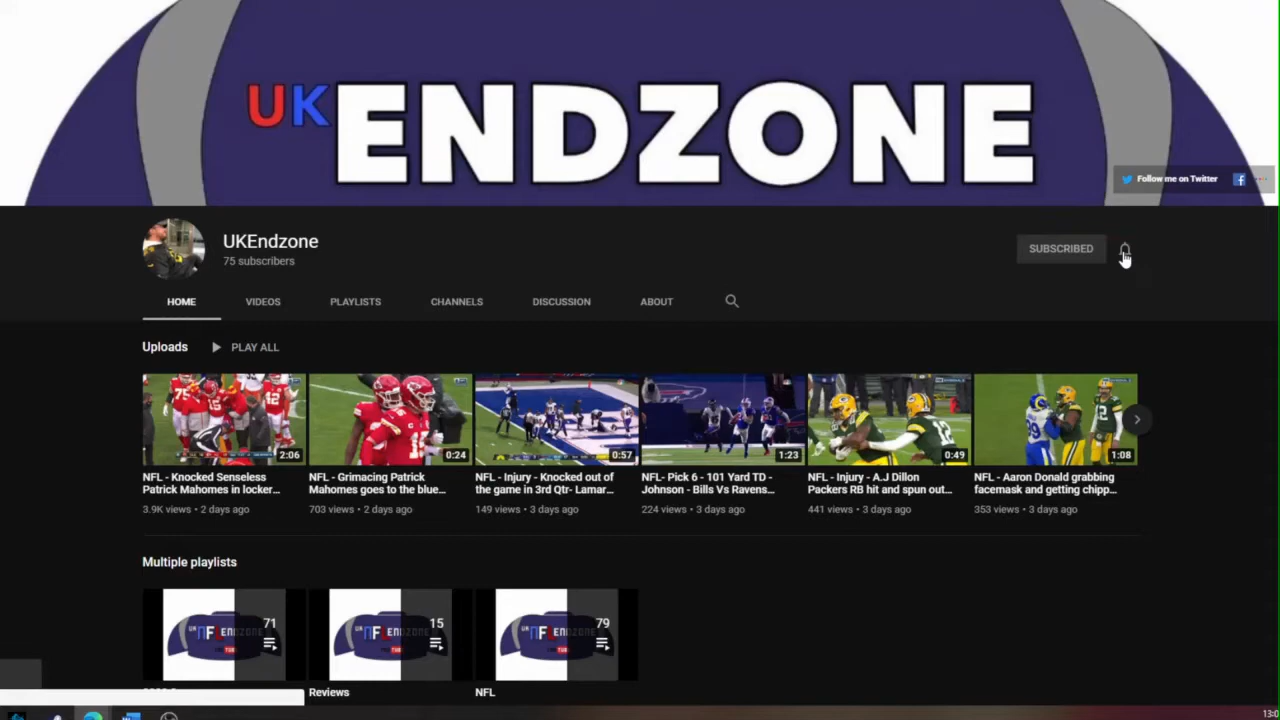 UK ENDZONE
Follow me on Twitter
UKEndzone
75 subscribers
SUBSCRIBED
HOME VIDEOS PLAYLISTS CHANNELS DISCUSSION ABOUT
Uploads PLAY ALL
2:06 0:24 0:57 1:23 0:49 1:08
NFL - Knocked Senseless
Patrick Mahomes in locker...
3.9K views • 2 days ago
NFL - Grimacing Patrick
Mahomes goes to the blue...
703 views • 2 days ago
NFL - Injury - Knocked out of
the game in 3rd Qtr- Lamar...
149 views • 3 days ago
NFL- Pick 6 - 101 Yard TD -
Johnson - Bills Vs Ravens...
224 views • 3 days ago
NFL - Injury - A.J Dillon
Packers RB hit and spun out...
441 views • 3 days ago
NFL - Aaron Donald grabbing
facemask and getting chipp...
353 views • 3 days ago
Multiple playlists
71 15 79
Reviews
NFL